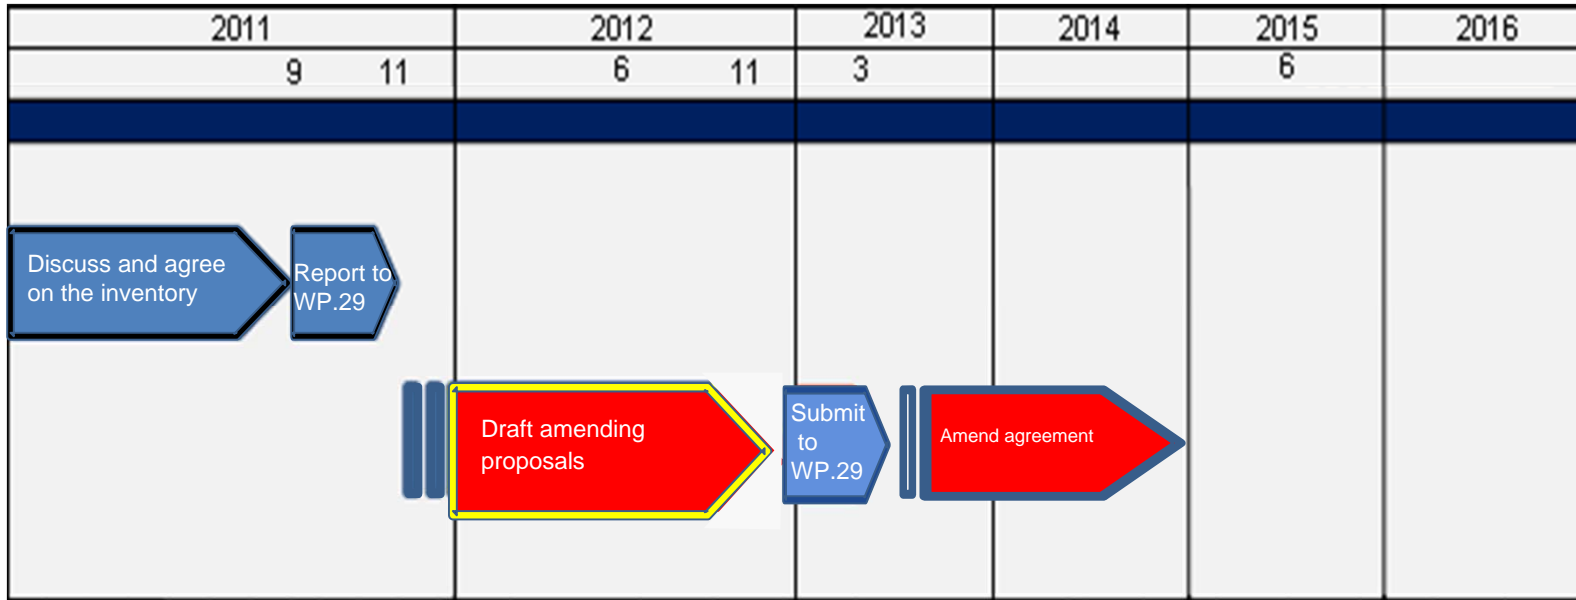 2011 2012 2013 2014 2015 2016
9 11 6 11 3 6
Discuss and agree
on the inventory
Report to
WP.29
Draft amending
proposals
Submit
to
WP.29
Amend agreement